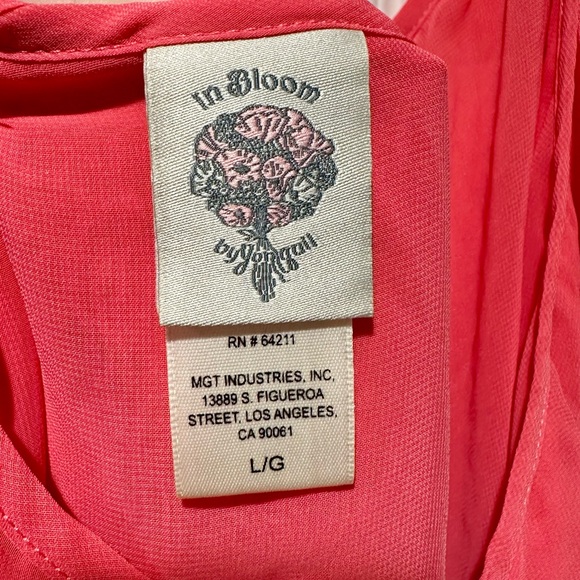 In Bloom
by Jonquil
RN # 64211
MGT INDUSTRIES, INC,
13889 S. FIGUEROA
STREET, LOS ANGELES,
CA 90061
L/G